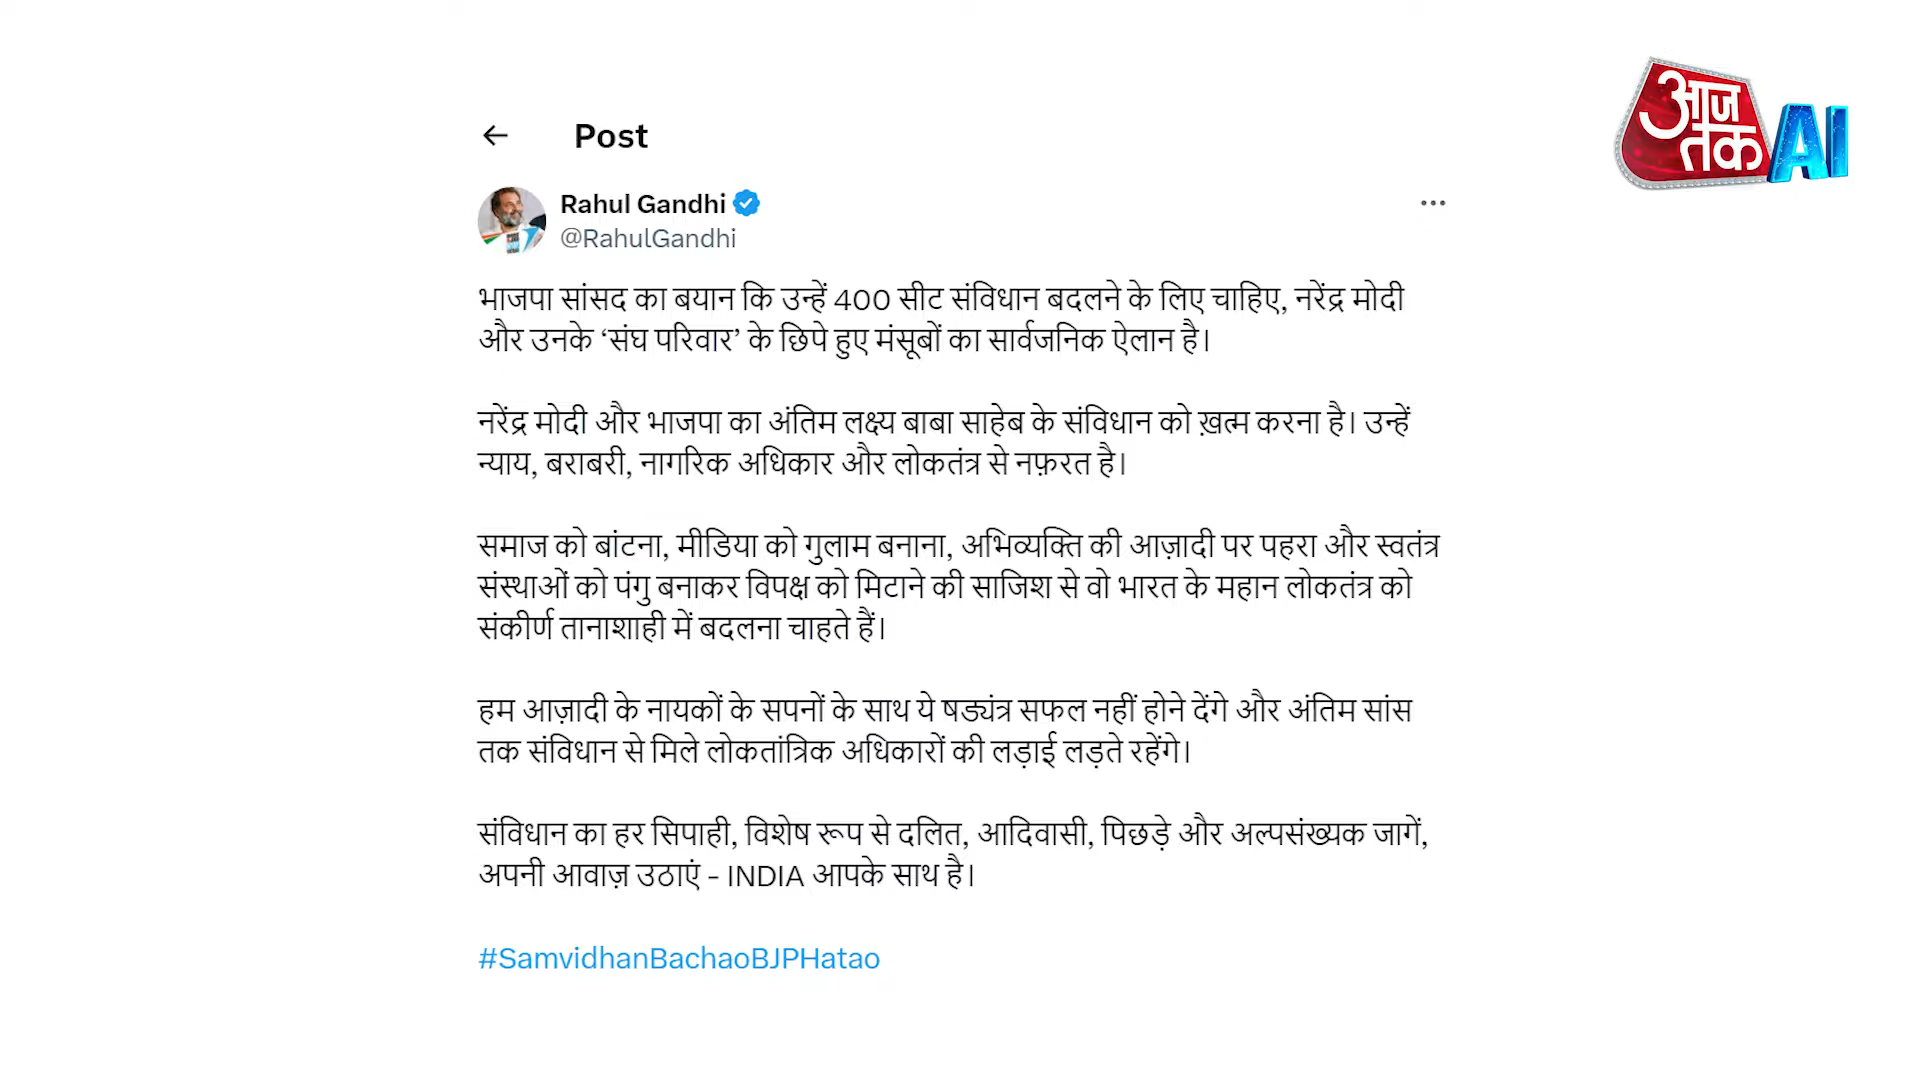 आज
तक AI
Post
Rahul Gandhi
@RahulGandhi
भाजपा सांसद का बयान कि उन्हें 400 सीट संविधान बदलने के लिए चाहिए, नरेंद्र मोदी
और उनके ‘संघ परिवार’ के छिपे हुए मंसूबों का सार्वजनिक ऐलान है।
नरेंद्र मोदी और भाजपा का अंतिम लक्ष्य बाबा साहेब के संविधान को ख़त्म करना है। उन्हें
न्याय, बराबरी, नागरिक अधिकार और लोकतंत्र से नफ़रत है।
समाज को बांटना, मीडिया को गुलाम बनाना, अभिव्यक्ति की आज़ादी पर पहरा और स्वतंत्र
संस्थाओं को पंगु बनाकर विपक्ष को मिटाने की साजिश से वो भारत के महान लोकतंत्र को
संकीर्ण तानाशाही में बदलना चाहते हैं।
हम आज़ादी के नायकों के सपनों के साथ ये षड्यंत्र सफल नहीं होने देंगे और अंतिम सांस
तक संविधान से मिले लोकतांत्रिक अधिकारों की लड़ाई लड़ते रहेंगे।
संविधान का हर सिपाही, विशेष रूप से दलित, आदिवासी, पिछड़े और अल्पसंख्यक जागें,
अपनी आवाज़ उठाएं - INDIA आपके साथ है।
#SamvidhanBachaoBJPHatao